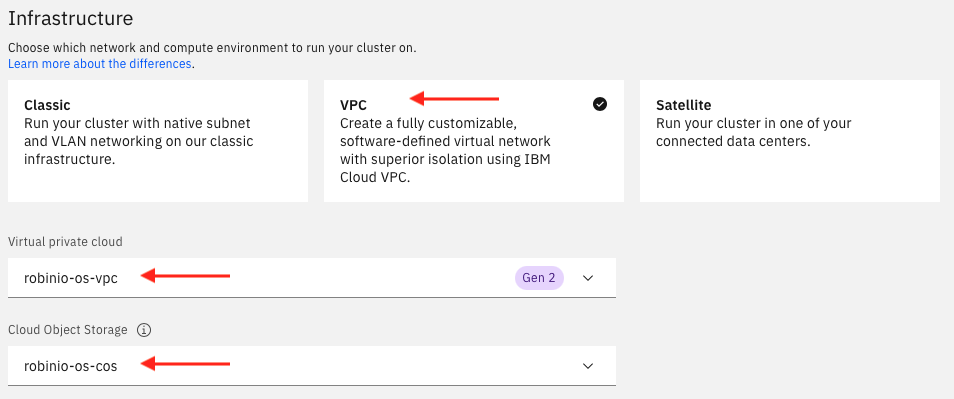 Infrastructure
Choose which network and compute environment to run your cluster on.
Learn more about the differences.
Classic
Run your cluster with native subnet
and VLAN networking on our classic
infrastructure.
VPC
Create a fully customizable,
software-defined virtual network
with superior isolation using IBM
Cloud VPC.
Satellite
Run your cluster in one of your
connected data centers.
Virtual private cloud
robinio-os-vpc Gen 2
Cloud Object Storage
robinio-os-cos